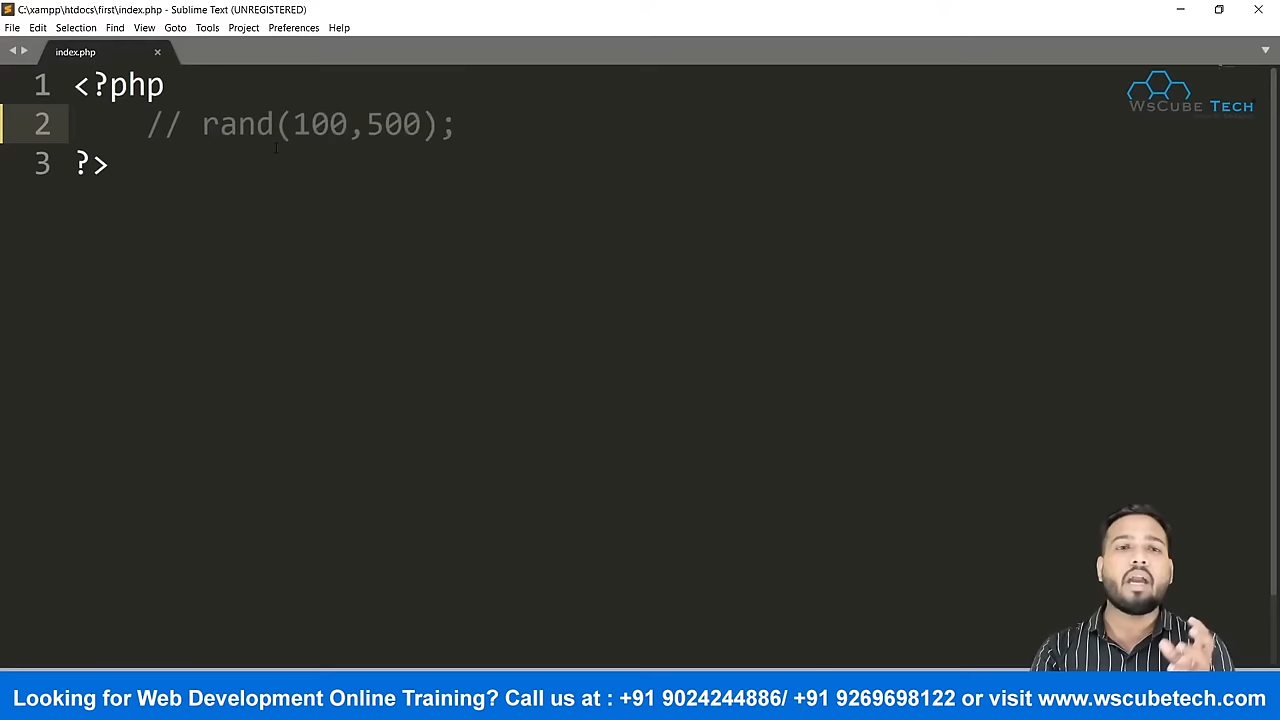 C:\xampp\htdocs\first\index.php - Sublime Text (UNREGISTERED)
File Edit Selection Find View Goto Tools Project Preferences Help
index.php
1 <?php
2 // rand(100,500);
3 ?>
WsCube Tech
Looking for Web Development Online Training? Call us at : +91 9024244886/ +91 9269698122 or visit www.wscubetech.com